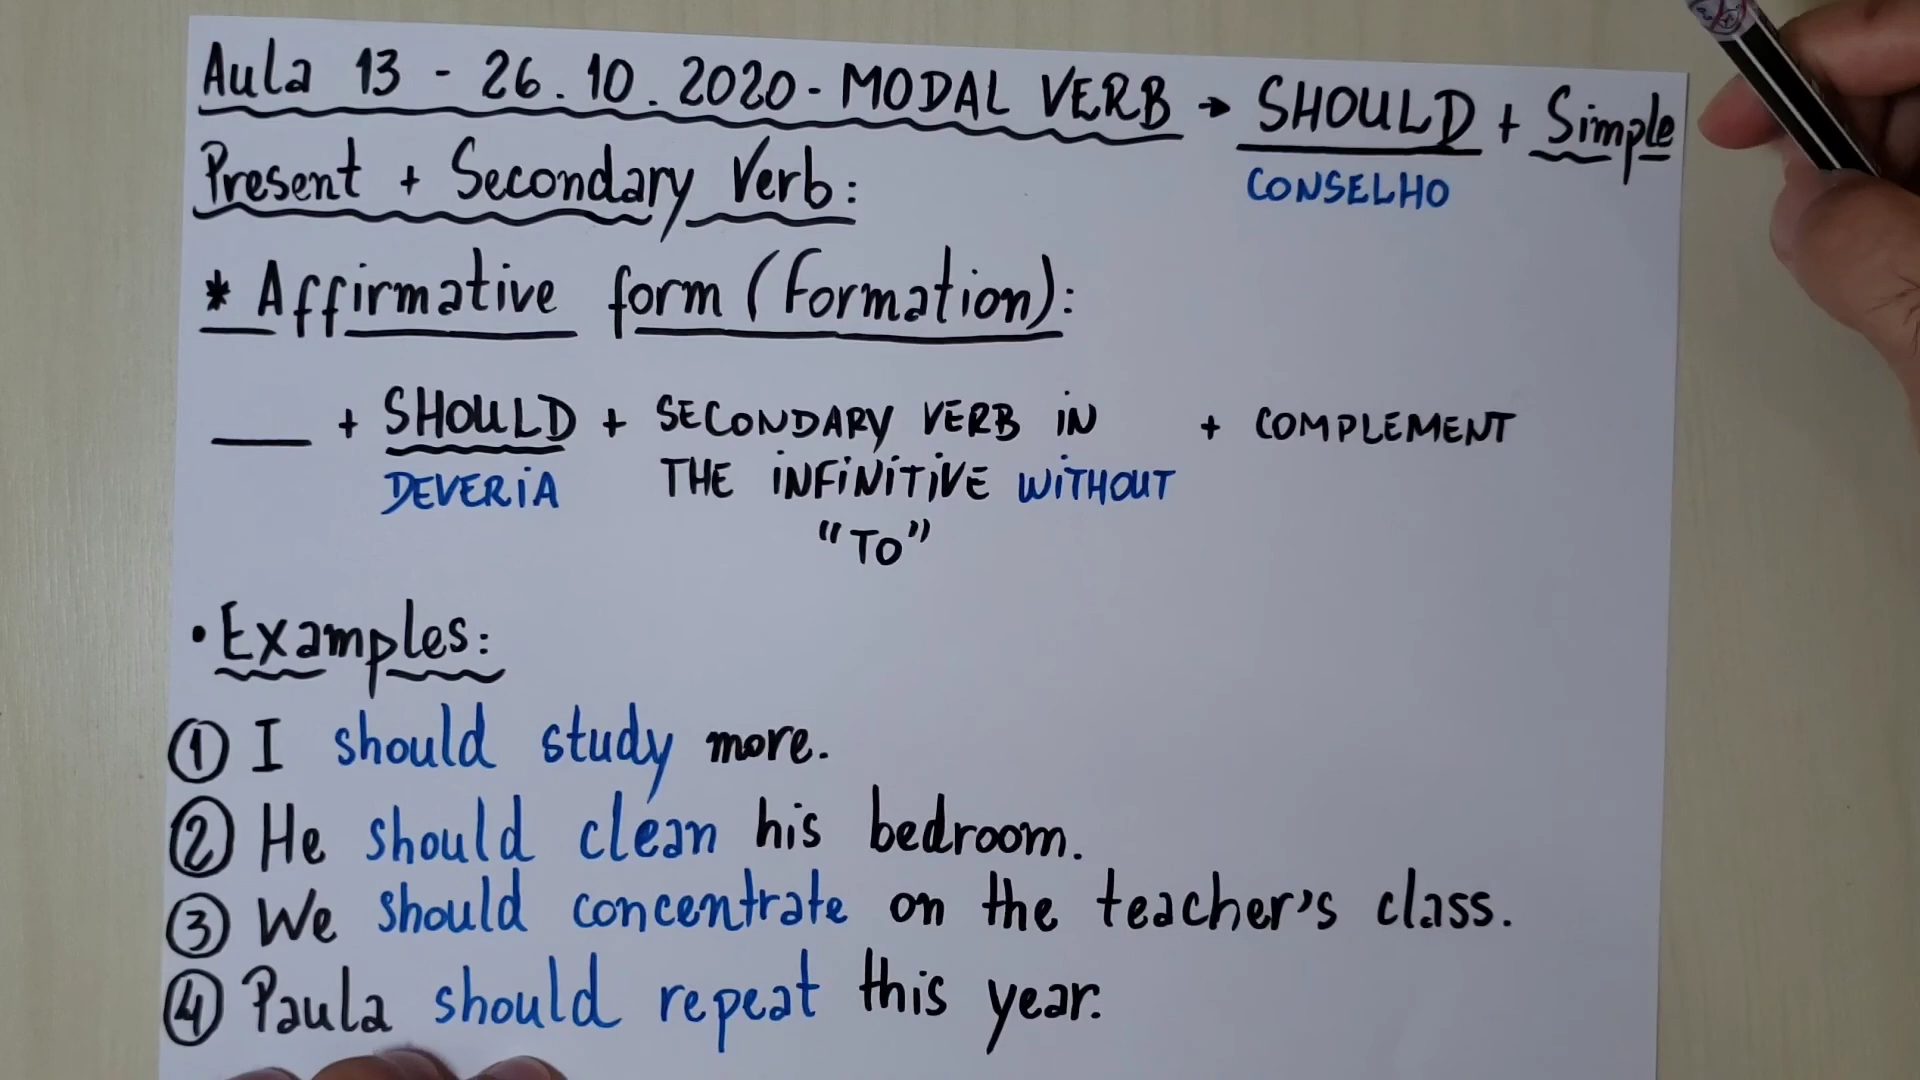 Aula 13 - 26.10.2020 - MODAL VERB → SHOULD + Simple
CONSELHO
Present + Secondary Verb:
* Affirmative form (Formation):
____ + SHOULD + SECONDARY VERB IN + COMPLEMENT
DEVERIA THE INFINITIVE WITHOUT
"TO"
• Examples:
① I should study more.
② He should clean his bedroom.
③ We should concentrate on the teacher's class.
④ Paula should repeat this year.